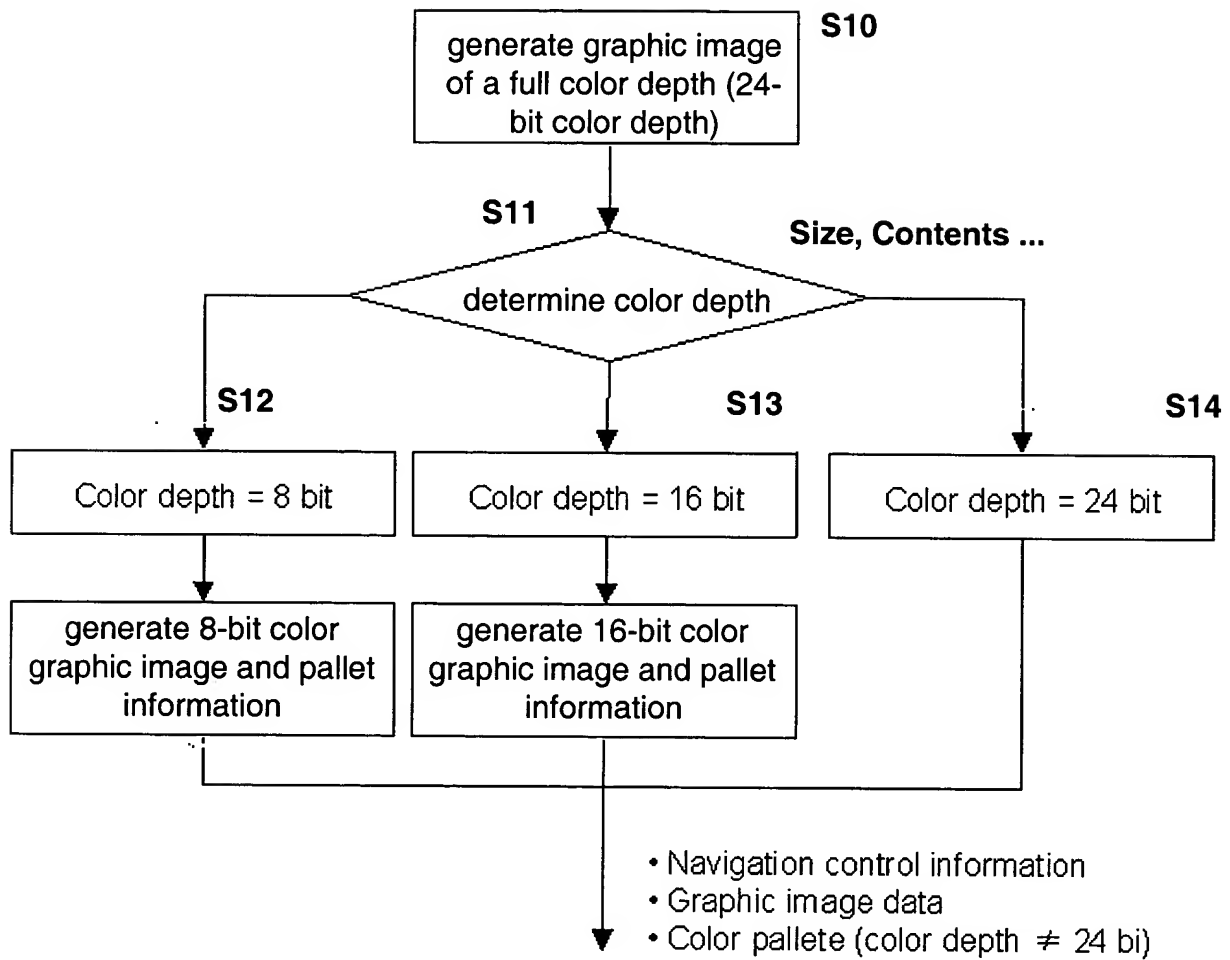 S10
generate graphic image
of a full color depth (24-
bit color depth)
S11
Size, Contents ...
determine color depth
S12
S13
S14
Color depth = 8 bit
Color depth = 16 bit
Color depth = 24 bit
generate 8-bit color
graphic image and pallet
information
generate 16-bit color
graphic image and pallet
information
• Navigation control information
• Graphic image data
• Color pallete (color depth ≠ 24 bi)